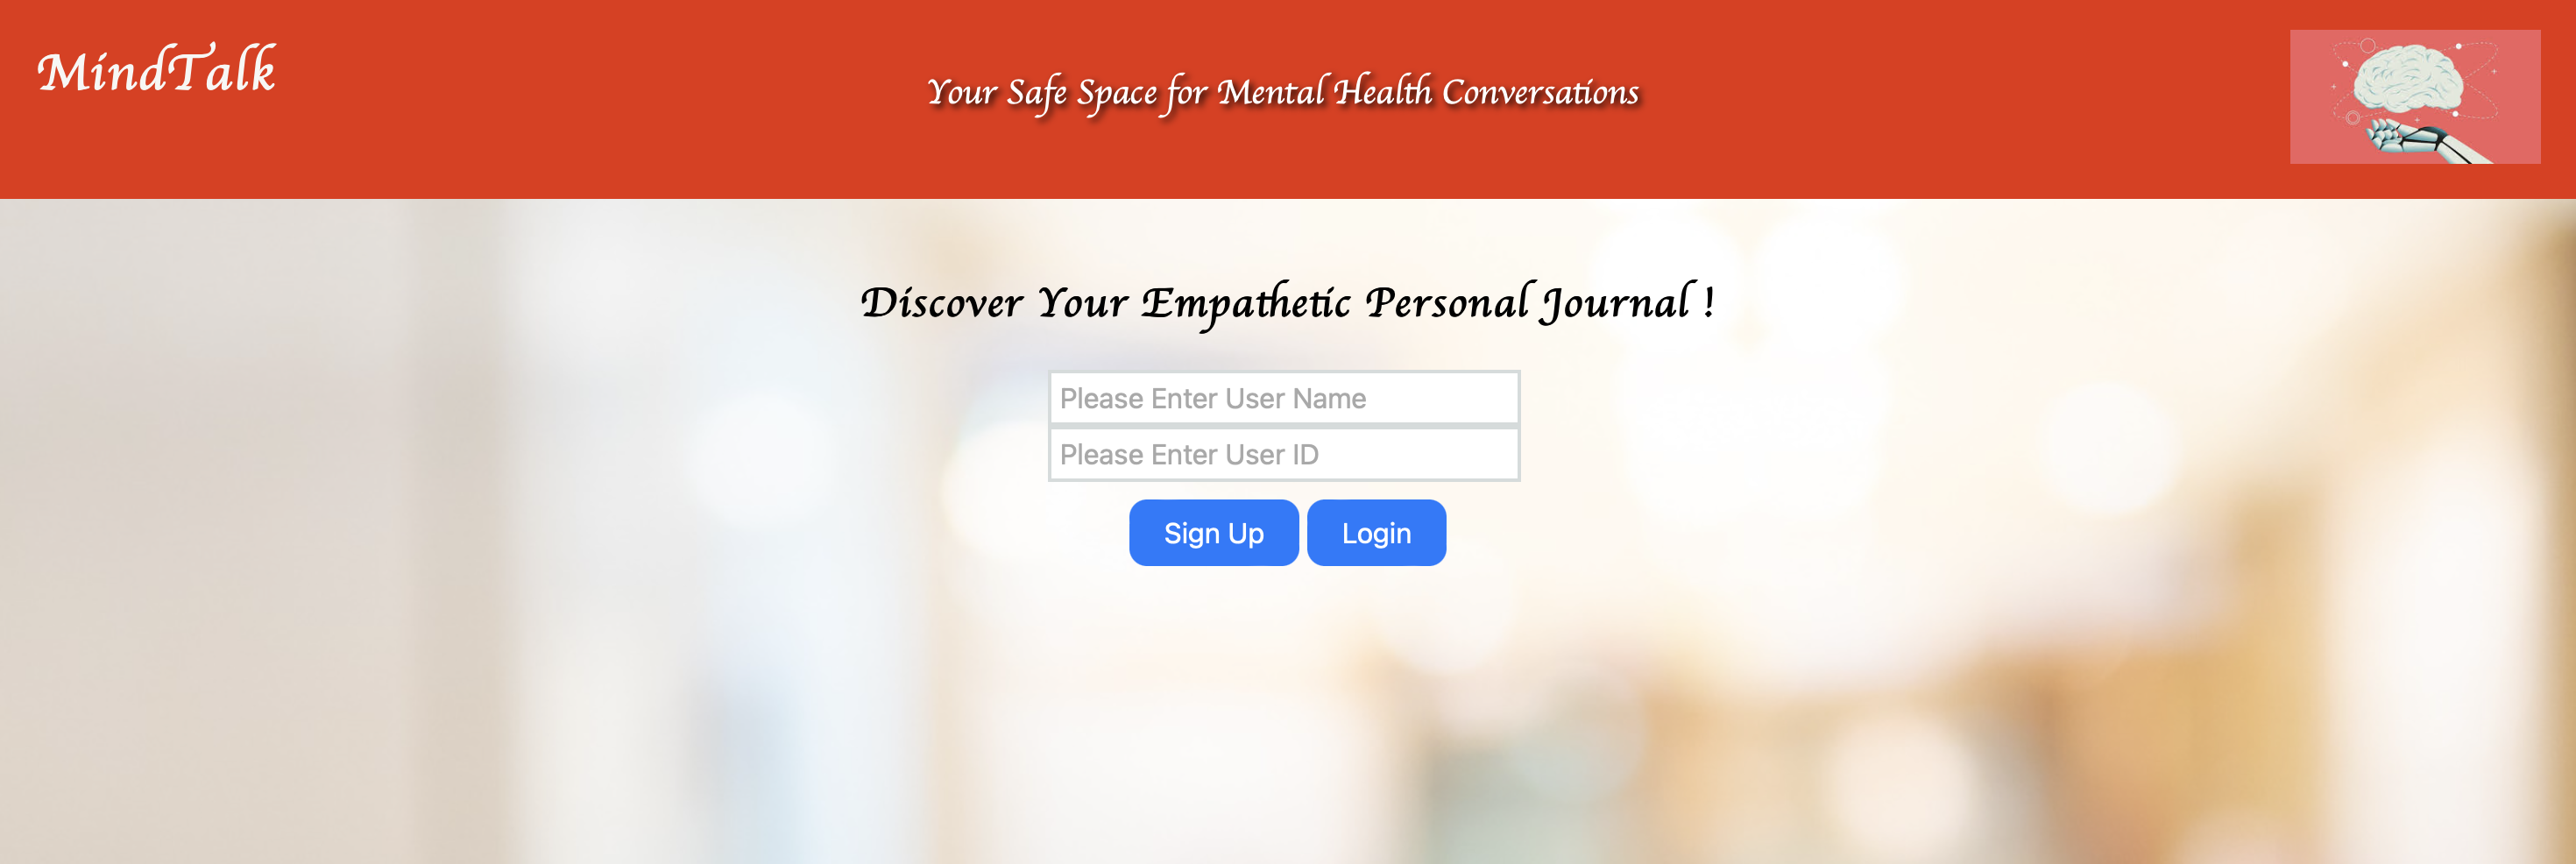 MindTalk
Your Safe Space for Mental Health Conversations
Discover Your Empathetic Personal Journal !
Please Enter User Name
Please Enter User ID
Sign Up Login